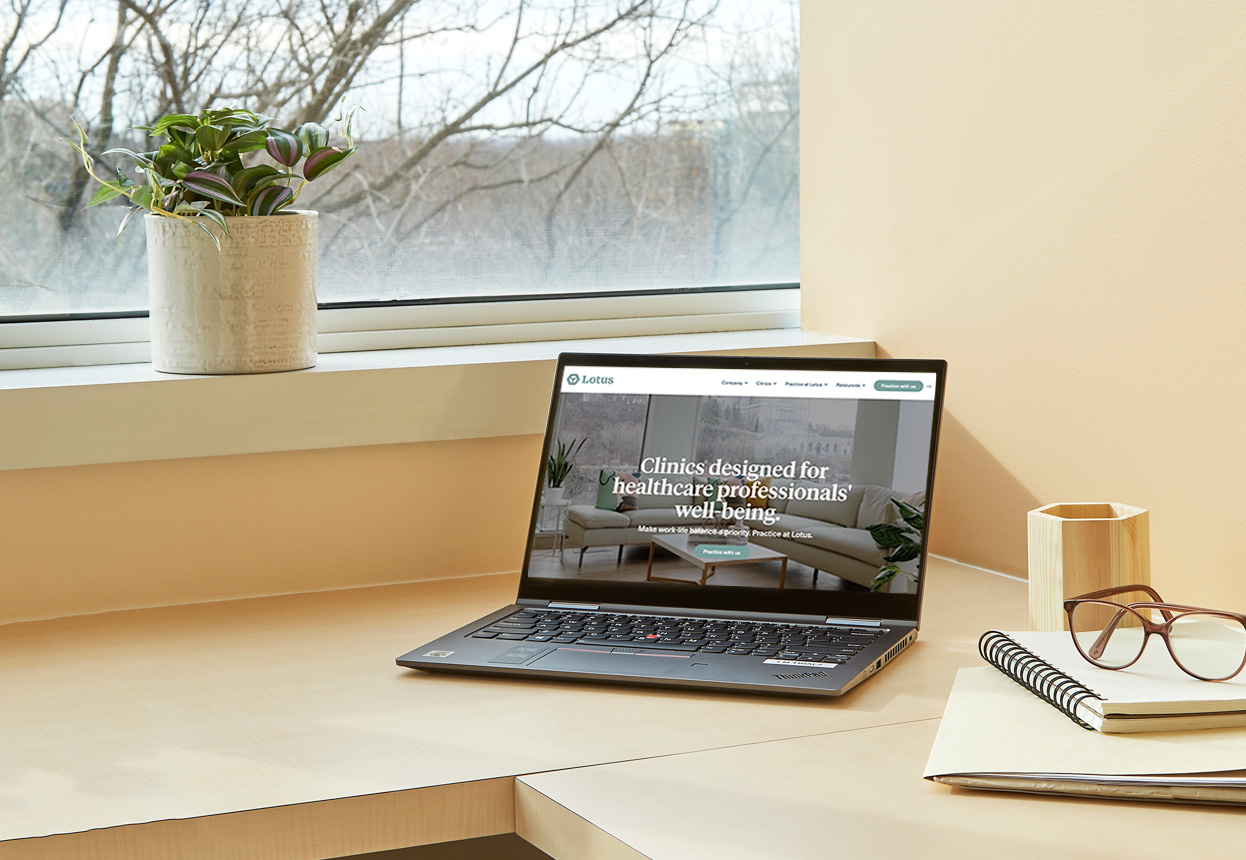 Lotus
Company
Clinics
Practice at Lotus
Resources
Practice with us
Clinics designed for
healthcare professionals'
well-being.
Make work-life balance a priority. Practice at Lotus.
Practice with us
ThinkPad